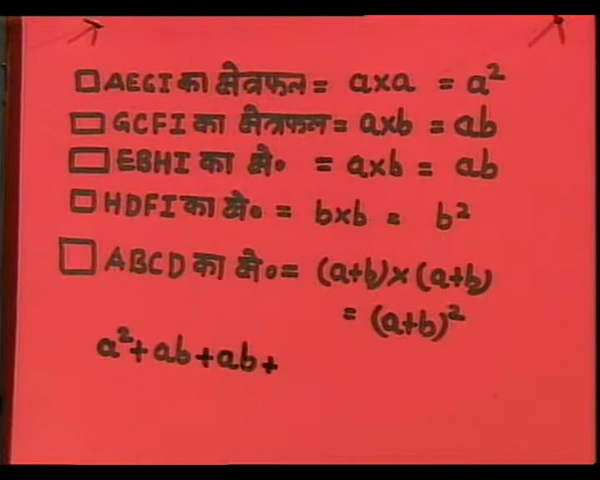 □AEGI का क्षेत्रफल = a×a = a²
□GCFI का क्षेत्रफल = a×b = ab
□EBHI का क्षे० = a×b = ab
□HDFI का क्षे० = b×b = b²
□ABCD का क्षे० = (a+b)×(a+b)
= (a+b)²
a²+ab+ab+